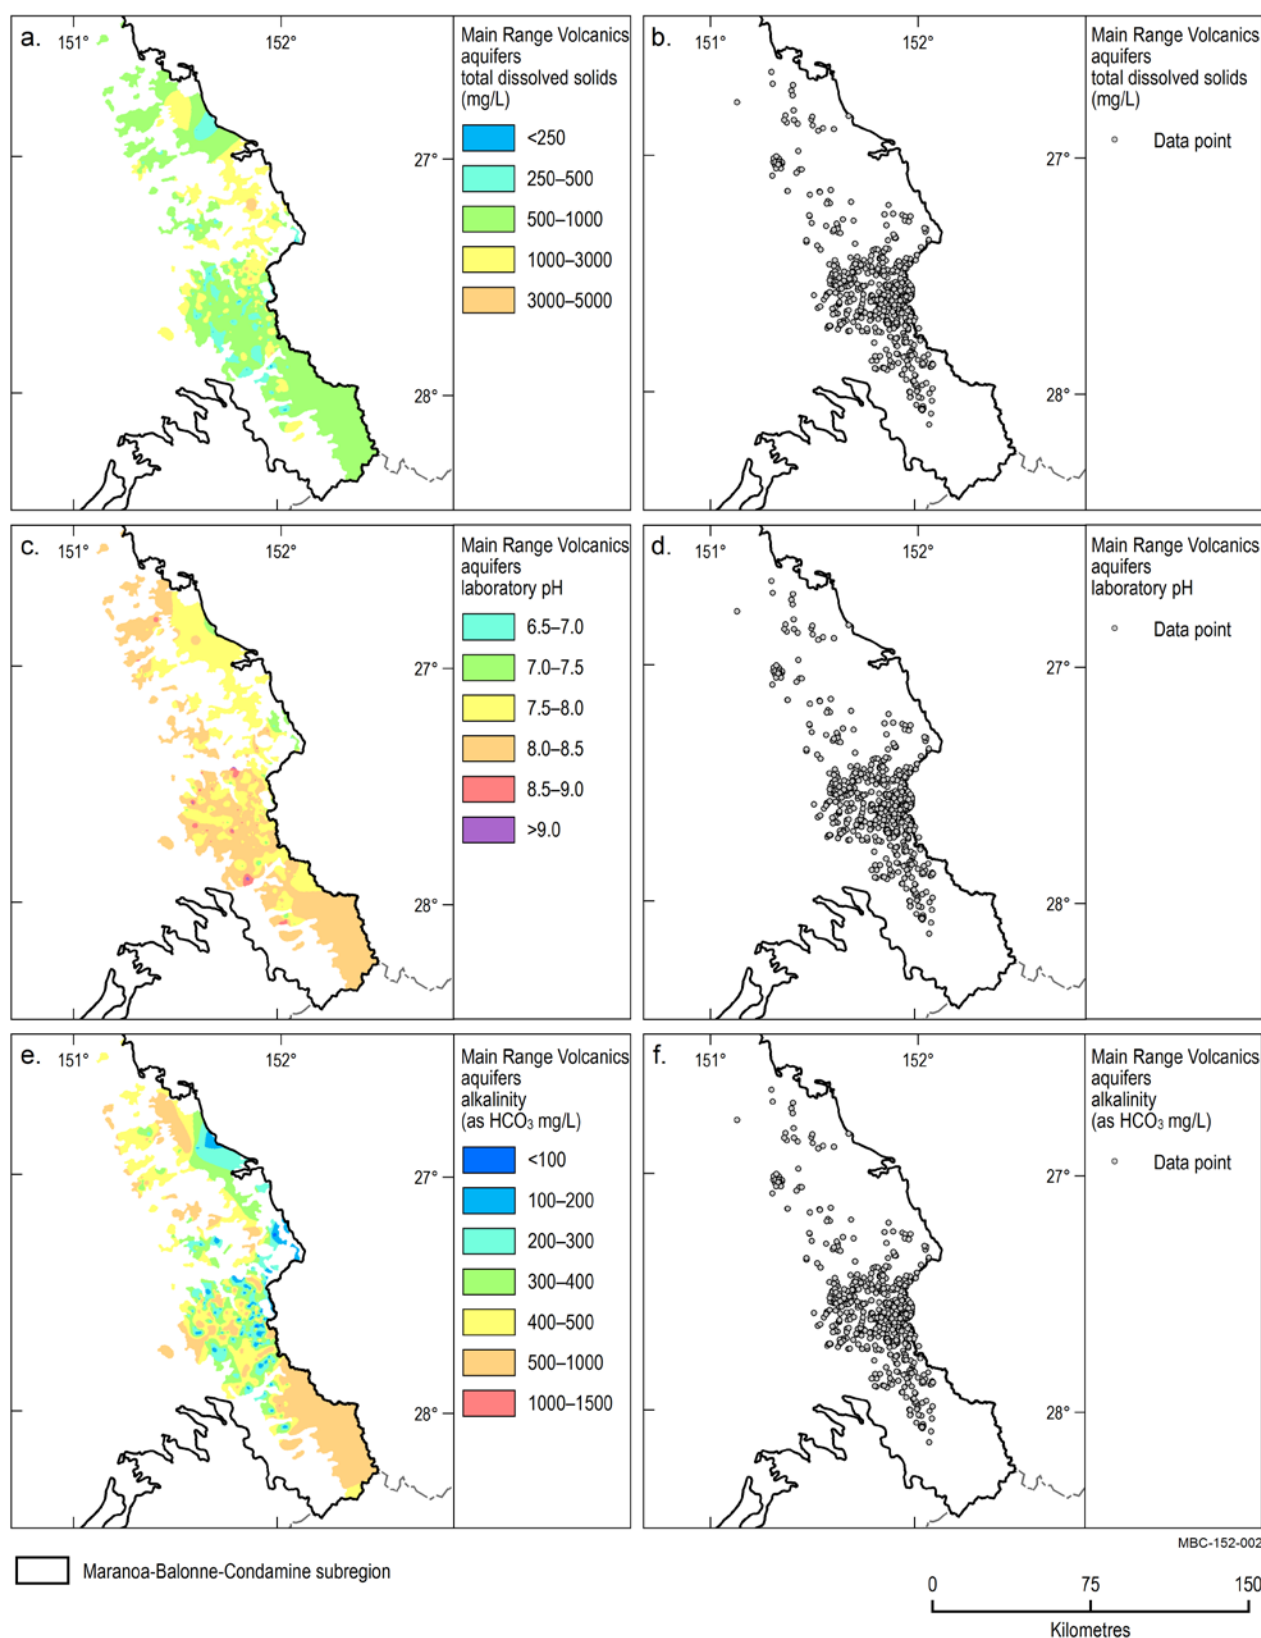 a.
151°
152°
27°
28°
Main Range Volcanics
aquifers
total dissolved solids
(mg/L)
<250
250–500
500–1000
1000–3000
3000–5000
b.
151°
152°
27°
28°
Main Range Volcanics
aquifers
total dissolved solids
(mg/L)
Data point
c.
151°
152°
27°
28°
Main Range Volcanics
aquifers
laboratory pH
6.5–7.0
7.0–7.5
7.5–8.0
8.0–8.5
8.5–9.0
>9.0
d.
151°
152°
27°
28°
Main Range Volcanics
aquifers
laboratory pH
Data point
e.
151°
152°
27°
28°
Main Range Volcanics
aquifers
alkalinity
(as HCO₃ mg/L)
<100
100–200
200–300
300–400
400–500
500–1000
1000–1500
f.
151°
152°
27°
28°
Main Range Volcanics
aquifers
alkalinity
(as HCO₃ mg/L)
Data point
MBC-152-002
Maranoa-Balonne-Condamine subregion
0 75 150
Kilometres